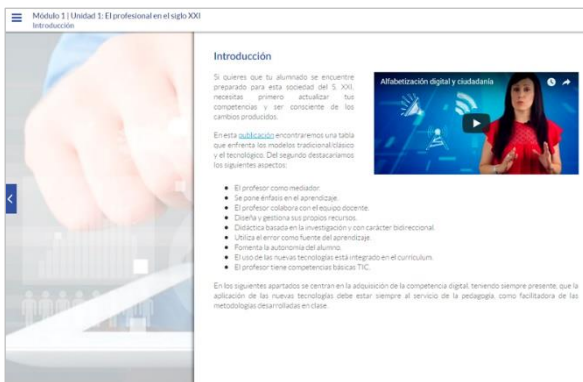 Módulo 1 | Unidad 1: El profesional en el siglo XXI
Introducción
Introducción
Si quieres que tu alumnado se encuentre
preparado para esta sociedad del S. XXI,
necesitas primero actualizar tus
competencias y ser consciente de los
cambios producidos.
Alfabetización digital y ciudadanía
En esta publicación encontraremos una tabla
que enfrenta los modelos tradicional/clásico
y el tecnológico. Del segundo destacaríamos
los siguientes aspectos:
● El profesor como mediador.
● Se pone énfasis en el aprendizaje.
● El profesor colabora con el equipo docente.
● Diseña y gestiona sus propios recursos.
● Didáctica basada en la investigación y con carácter bidireccional.
● Utiliza el error como fuente del aprendizaje.
● Fomenta la autonomía del alumno.
● El uso de las nuevas tecnologías está integrado en el currículum.
● El profesor tiene competencias básicas TIC.
En los siguientes apartados se centran en la adquisición de la competencia digital, teniendo siempre presente, que la
aplicación de las nuevas tecnologías debe estar siempre al servicio de la pedagogía, como facilitadora de las
metodologías desarrolladas en clase.